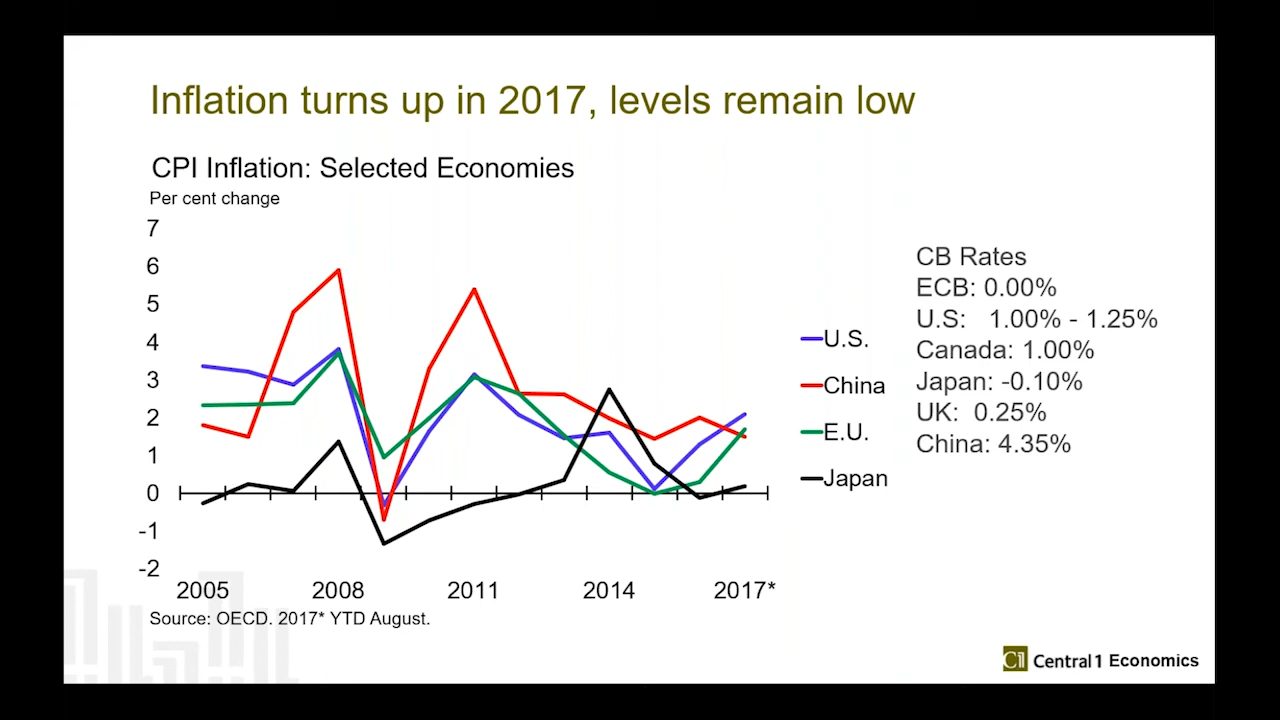 Inflation turns up in 2017, levels remain low
CPI Inflation: Selected Economies
Per cent change
7
6
5
4
3
2
1
0
-1
-2
2005 2008 2011 2014 2017*
U.S.
China
E.U.
Japan
CB Rates
ECB: 0.00%
U.S: 1.00% - 1.25%
Canada: 1.00%
Japan: -0.10%
UK: 0.25%
China: 4.35%
Source: OECD. 2017* YTD August.
C1 Central 1 Economics